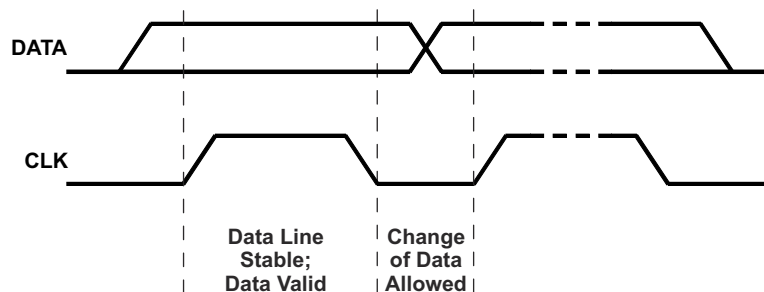 DATA
CLK
Data Line
Stable;
Data Valid
Change
of Data
Allowed